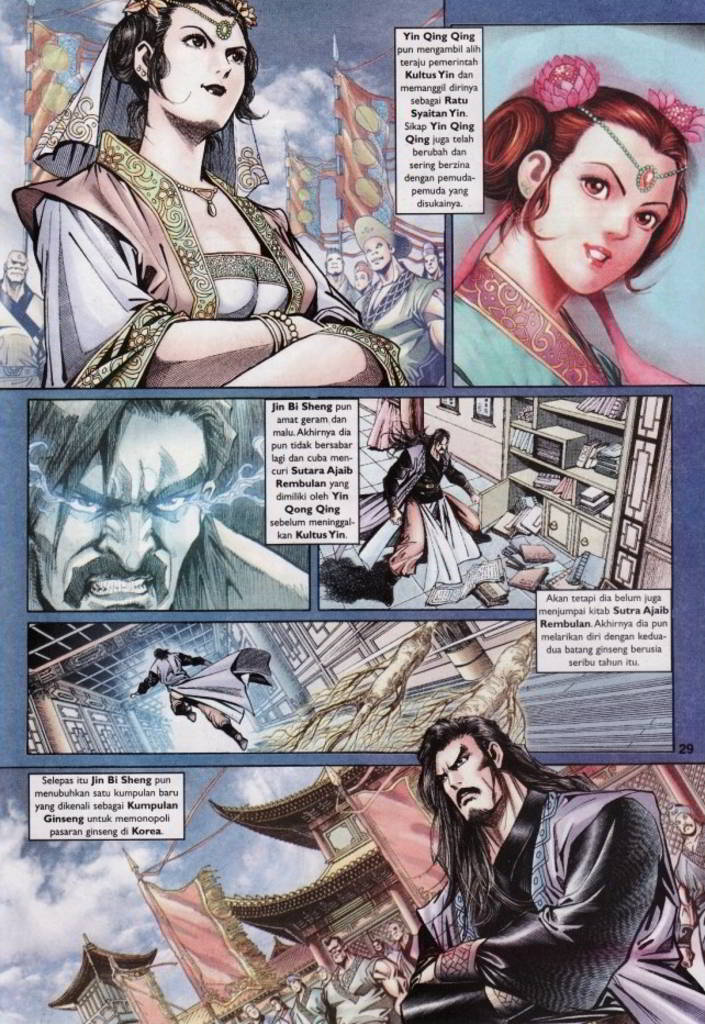 Yin Qing Qing
pun mengambil alih
teraju pemerintah
Kultus Yin dan
memanggil dirinya
sebagai Ratu
Syaitan Yin.
Sikap Yin Qing
Qing juga telah
berubah dan
sering berzina
dengan pemuda-
pemuda yang
disukainya.
Jin Bi Sheng pun
amat geram dan
malu. Akhirnya dia
pun tidak bersabar
lagi dan cuba men-
curi Sutara Ajaib
Rembulan yang
dimiliki oleh Yin
Qong Qing
sebelum meninggal-
kan Kultus Yin.
Akan tetapi dia belum juga
menjumpai kitab Sutra Ajaib
Rembulan. Akhirnya dia pun
melarikan diri dengan kedua-
dua batang ginseng berusia
seribu tahun itu.
29
Selepas itu Jin Bi Sheng pun
menubuhkan satu kumpulan baru
yang dikenali sebagai Kumpulan
Ginseng untuk memonopoli
pasaran ginseng di Korea.